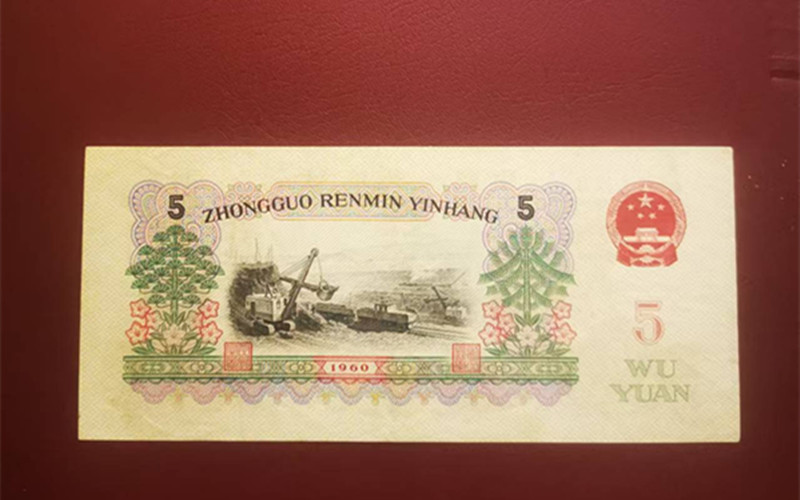 5 ZHONGGUO RENMIN YINHANG 5
5
WU
YUAN
1960